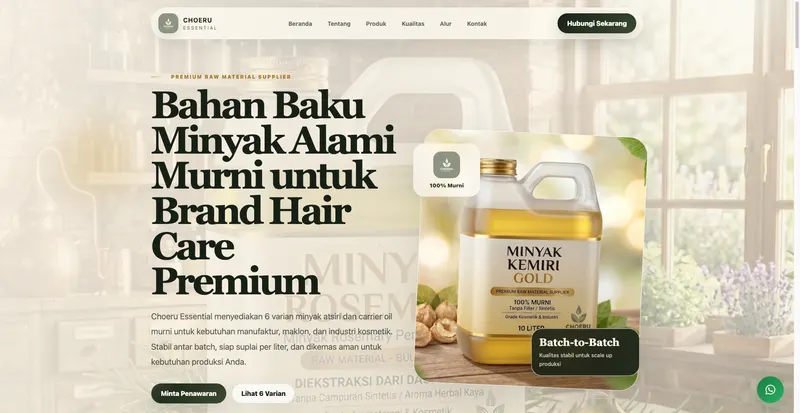 CHOERU
ESSENTIAL
Beranda
Tentang
Produk
Kualitas
Alur
Kontak
Hubungi Sekarang
PREMIUM RAW MATERIAL SUPPLIER
Bahan Baku
Minyak Alami
Murni untuk
Brand Hair
Care
Premium
Choeru Essential menyediakan 6 varian minyak atsiri dan carrier oil
murni untuk kebutuhan manufaktur, maklon, dan industri kosmetik.
Stabil antar batch, siap suplai per liter, dan dikemas aman untuk
kebutuhan produksi Anda.
Minta Penawaran
Lihat 6 Varian
100% Murni
MINYAK
KEMIRI
GOLD
PREMIUM RAW MATERIAL SUPPLIER
100% MURNI
Tanpa Filler / Sintetis
Grade Kosmetik & Industri
10 LITER
CHOERU
Batch-to-Batch
Kualitas stabil untuk scale up
produksi
MINY
ROSEM
Minyak Rosemary Pe
RAW MATERIAL - BUL
DIEKSTRAKSI DARI DA
Tanpa Campuran Sintetis / Aroma Herbal Kaya